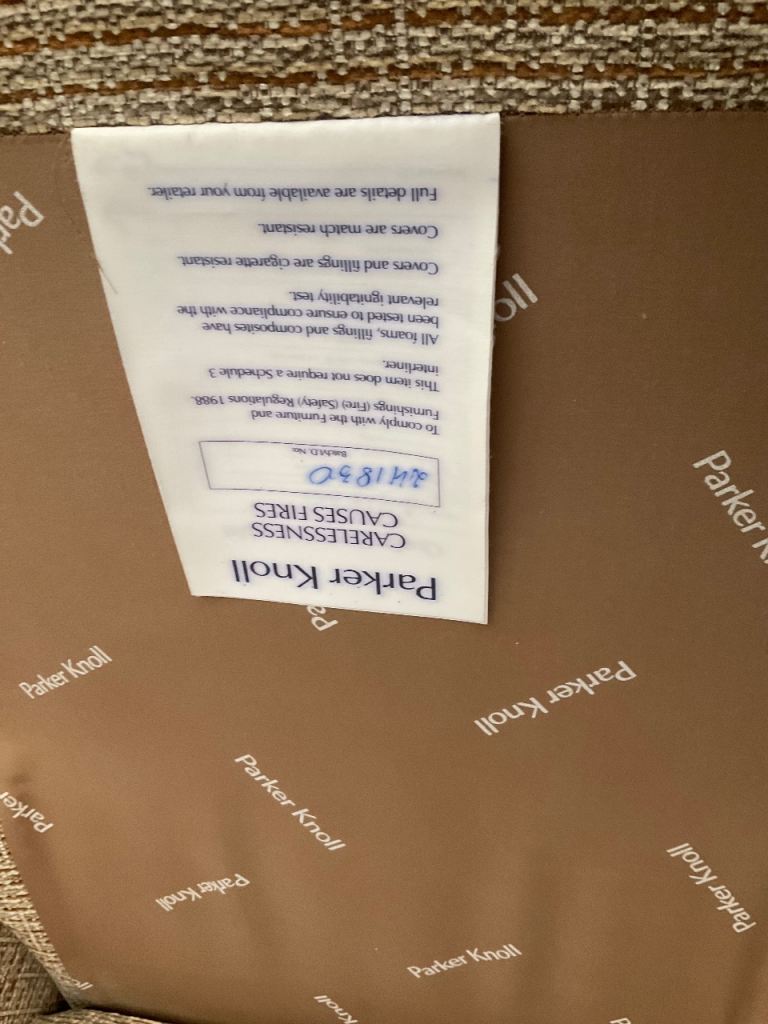 Parker Knoll
CARELESSNESS
CAUSES FIRES
241830
Batch/I.D. No.
To comply with the Furniture and
Furnishings (Fire) (Safety) Regulations 1988.
This item does not require a Schedule 3
interliner.
All foams, fillings and composites have
been tested to ensure compliance with the
relevant ignitability test.
Covers and fillings are cigarette resistant.
Covers are match resistant.
Full details are available from your retailer.
Parker Knoll
Parker Knoll
Parker Knoll
Parker Knoll
Parker Knoll
Parker Knoll
Parker
Knoll